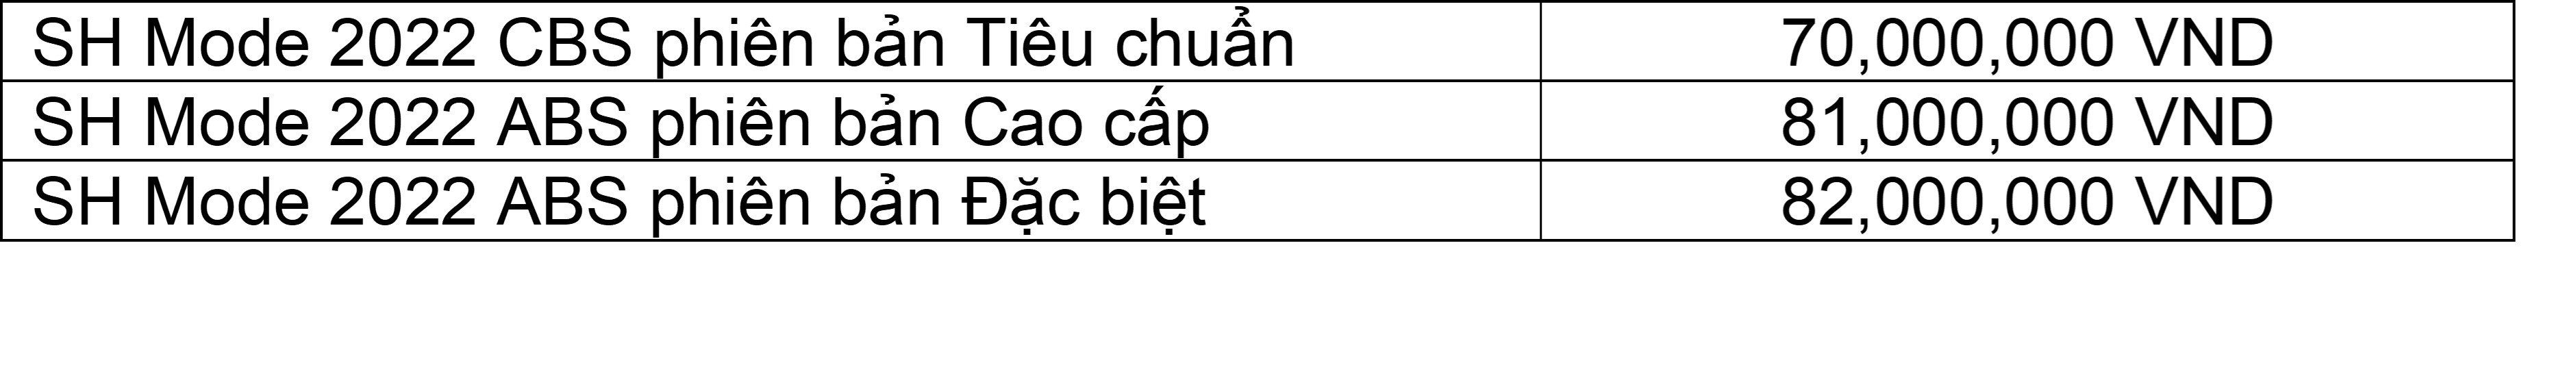 SH Mode 2022 CBS phiên bản Tiêu chuẩn 70,000,000 VND
SH Mode 2022 ABS phiên bản Cao cấp 81,000,000 VND
SH Mode 2022 ABS phiên bản Đặc biệt 82,000,000 VND